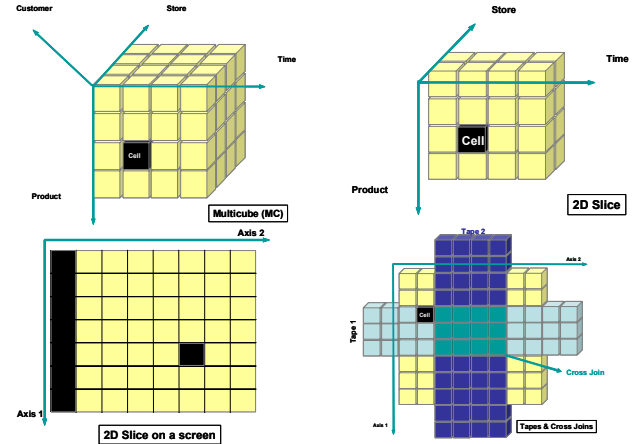 Customer
Store
Time
Cell
Product
Multicube (MC)
Store
Time
Cell
Product
2D Slice
Axis 2
Axis 1
2D Slice on a screen
Tape 2
Axis 2
Tape 1
Cell
Cross Join
Axis 1
Tapes & Cross Joins